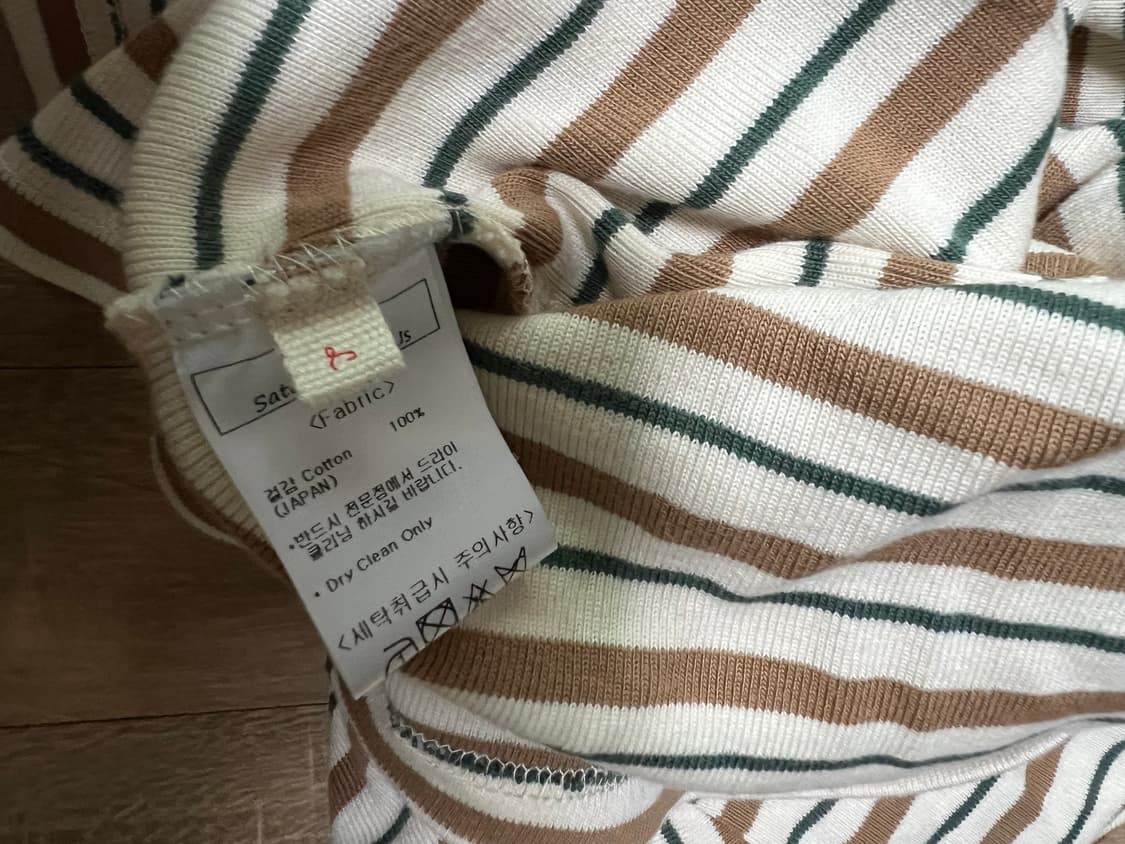 <Fabric>
100%
겉감 Cotton
(JAPAN)
•반드시 전문점에서 드라이
클리닝 하시길 바랍니다.
• Dry Clean Only
<세탁취급시 주의사항>